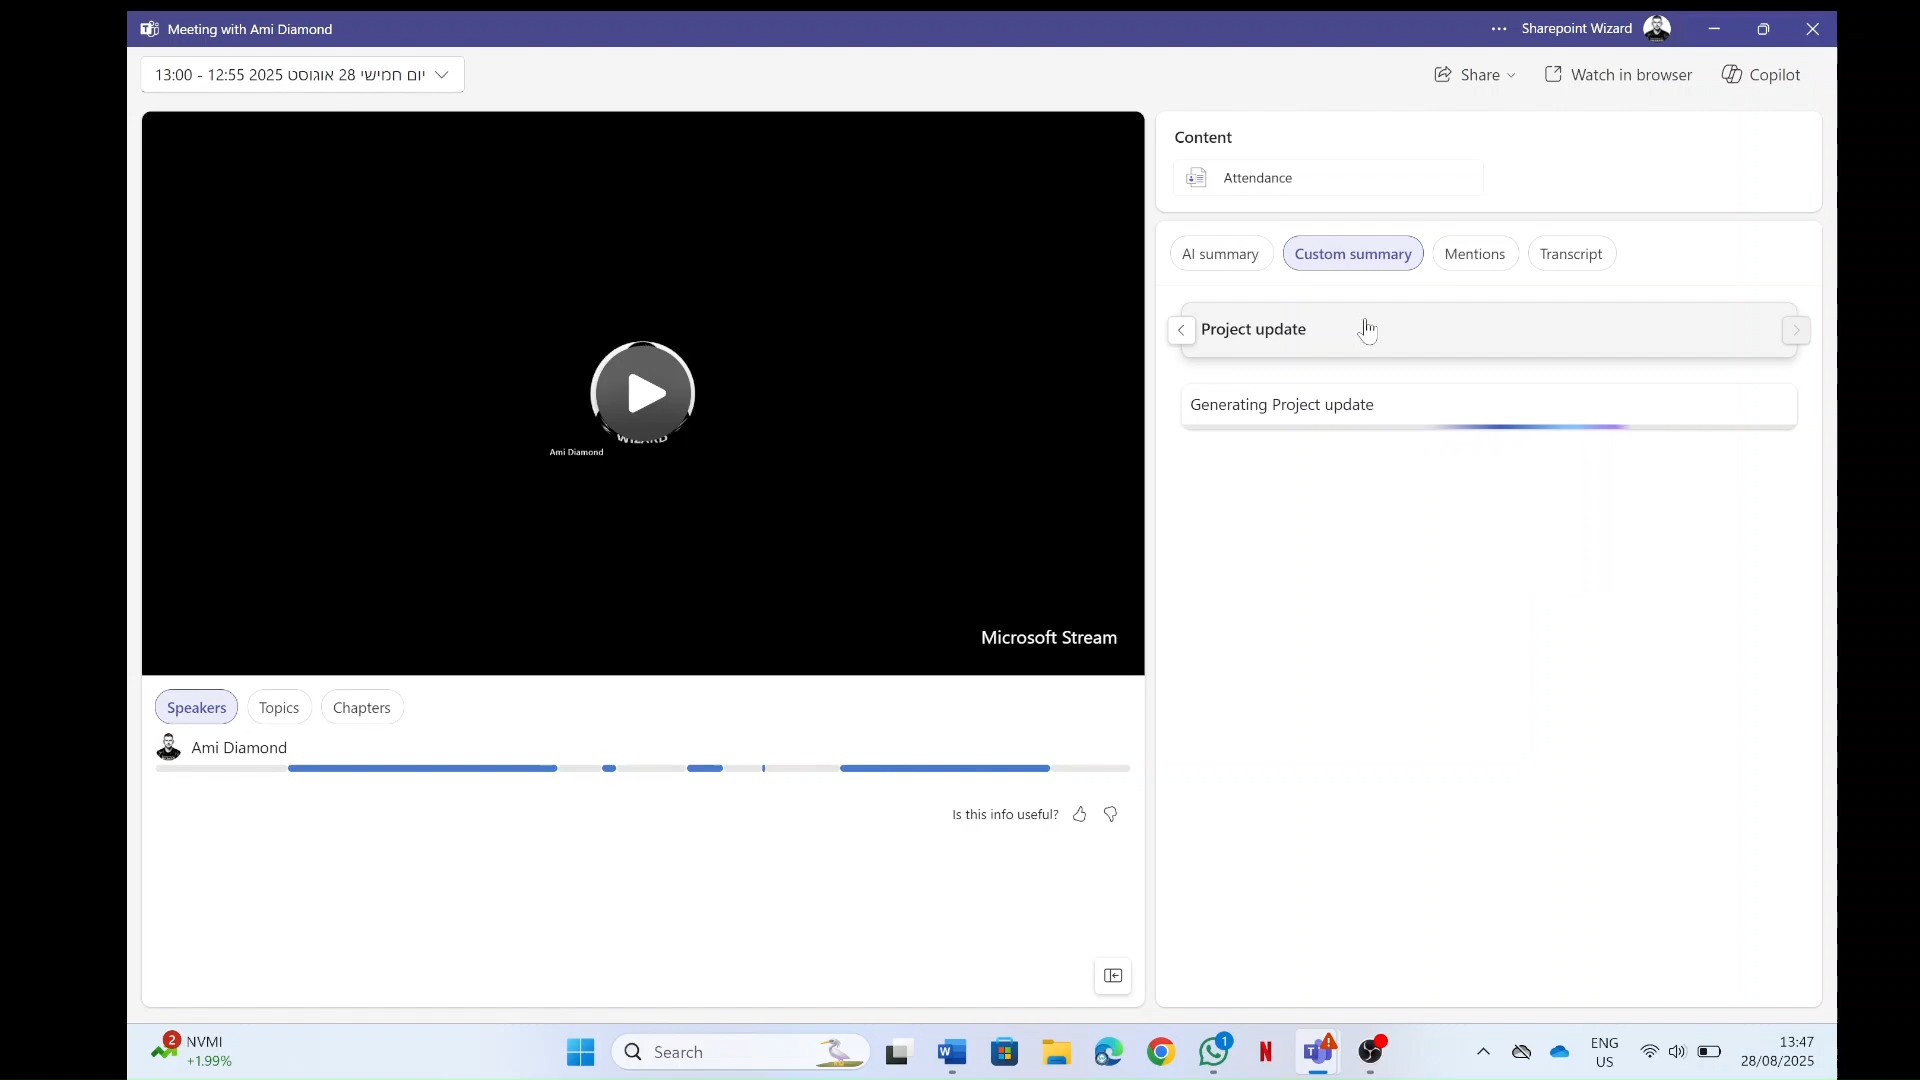 Meeting with Ami Diamond
Sharepoint Wizard
יום חמישי 28 אוגוסט 2025 12:55 - 13:00
Share
Watch in browser
Copilot
Content
Attendance
AI summary
Custom summary
Mentions
Transcript
Project update
Generating Project update
WIZARD
Ami Diamond
Microsoft Stream
Speakers
Topics
Chapters
Ami Diamond
Is this info useful?
2
NVMI
+1.99%
Search
1
ENG
US
13:47
28/08/2025